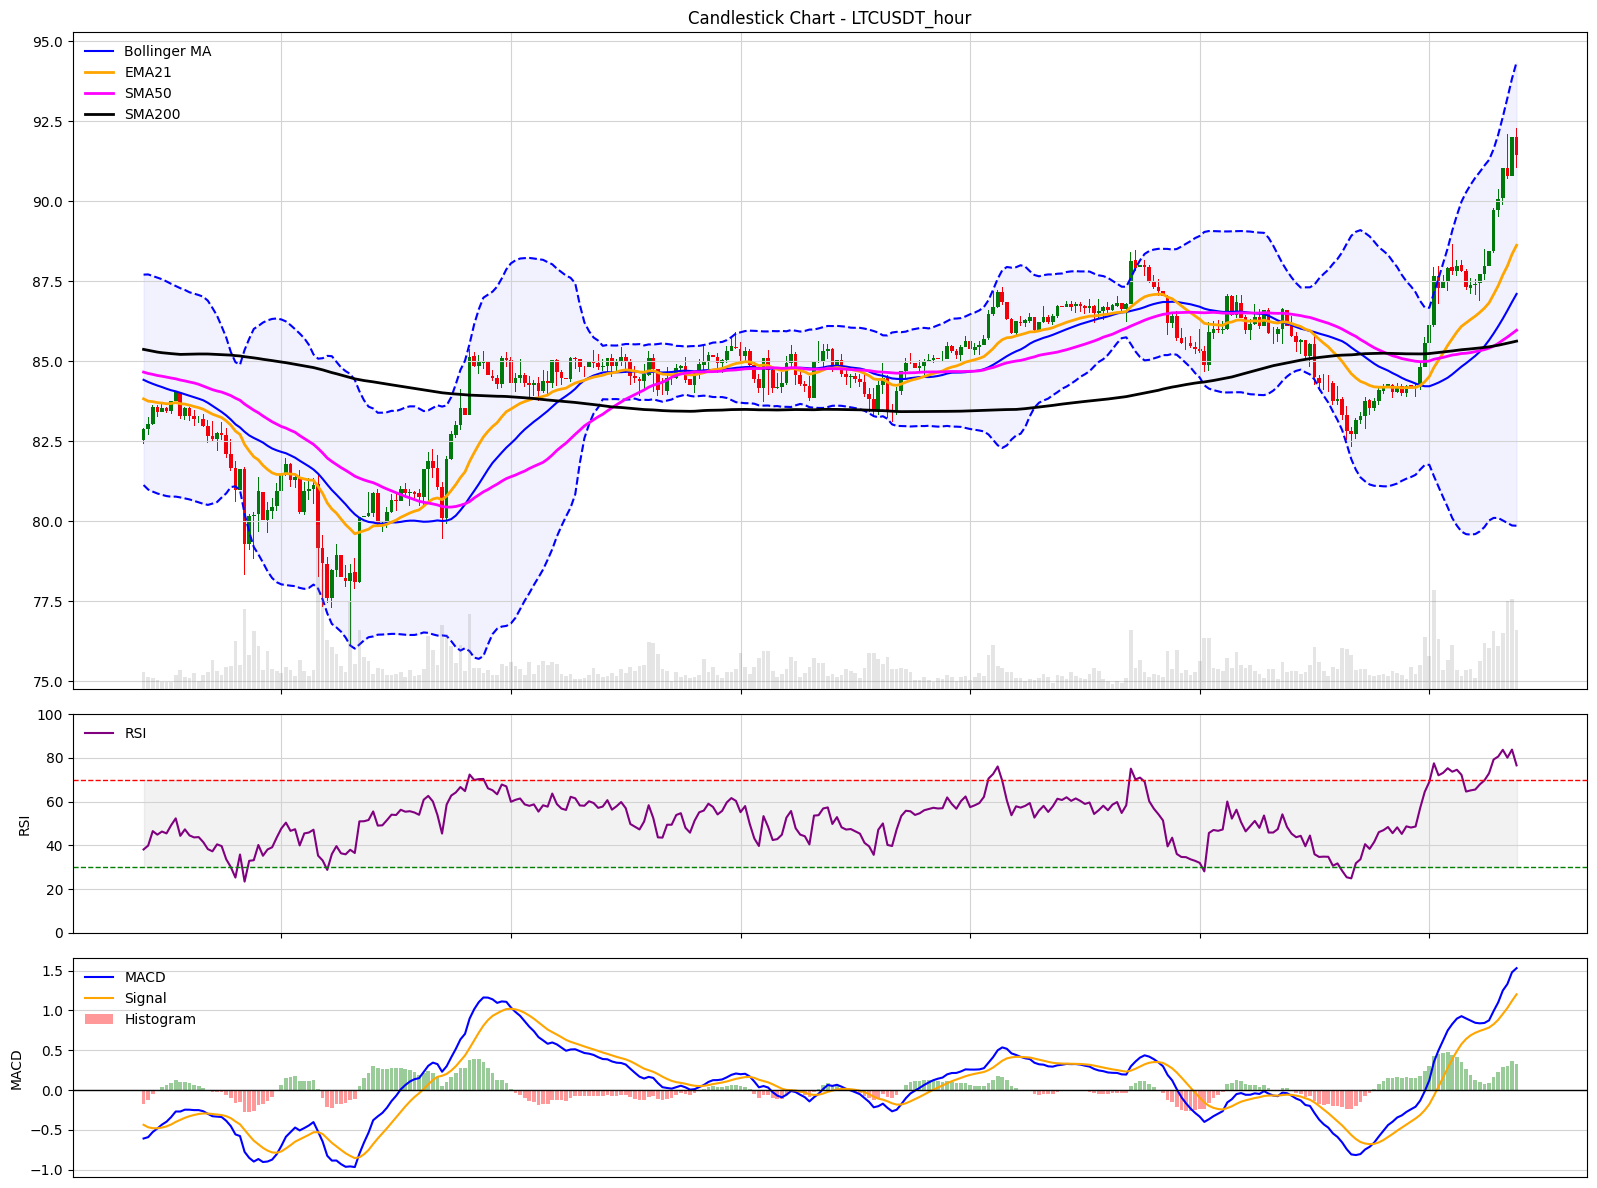 Candlestick Chart - LTCUSDT_hour
95.0
92.5
90.0
87.5
85.0
82.5
80.0
77.5
75.0
Bollinger MA
EMA21
SMA50
SMA200
100
80
60
40
20
0
RSI
RSI
1.5
1.0
0.5
0.0
−0.5
−1.0
MACD
MACD
Signal
Histogram